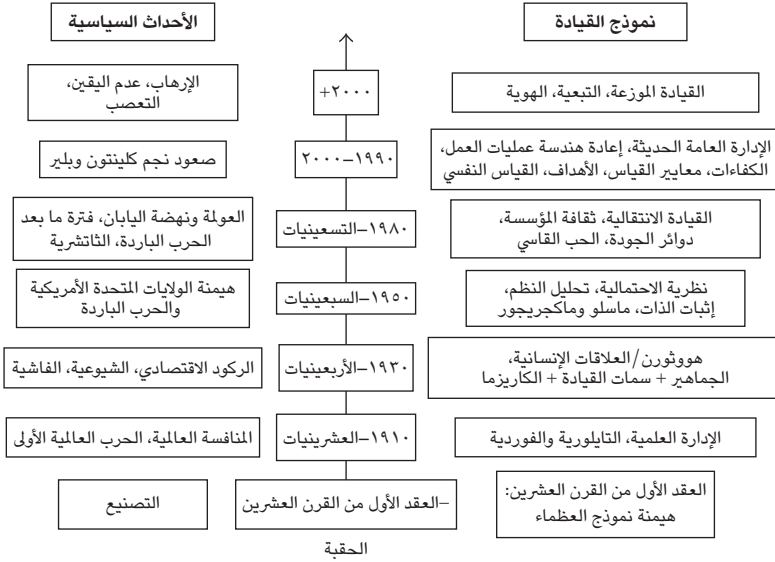 نموذج القيادة
الأحداث السياسية
القيادة الموزعة، التبعية، الهوية
+٢٠٠٠
الإرهاب، عدم اليقين،
التعصب
الإدارة العامة الحديثة، إعادة هندسة عمليات العمل،
الكفاءات، معايير القياس، الأهداف، القياس النفسي
١٩٩٠–٢٠٠٠
صعود نجم كلينتون وبلير
القيادة الانتقالية، ثقافة المؤسسة،
دوائر الجودة، الحب القاسي
١٩٨٠–التسعينيات
العولمة ونهضة اليابان، فترة ما بعد
الحرب الباردة، الثاتشرية
نظرية الاحتمالية، تحليل النظم،
إثبات الذات، ماسلو وماكجريجور
١٩٥٠–السبعينيات
هيمنة الولايات المتحدة الأمريكية
والحرب الباردة
هووثورن/العلاقات الإنسانية،
الجماهير + سمات القيادة + الكاريزما
١٩٣٠–الأربعينيات
الركود الاقتصادي، الشيوعية، الفاشية
الإدارة العلمية، التايلورية والفوردية
١٩١٠–العشرينيات
المنافسة العالمية، الحرب العالمية الأولى
العقد الأول من القرن العشرين:
هيمنة نموذج العظماء
–العقد الأول من القرن العشرين
التصنيع
الحقبة